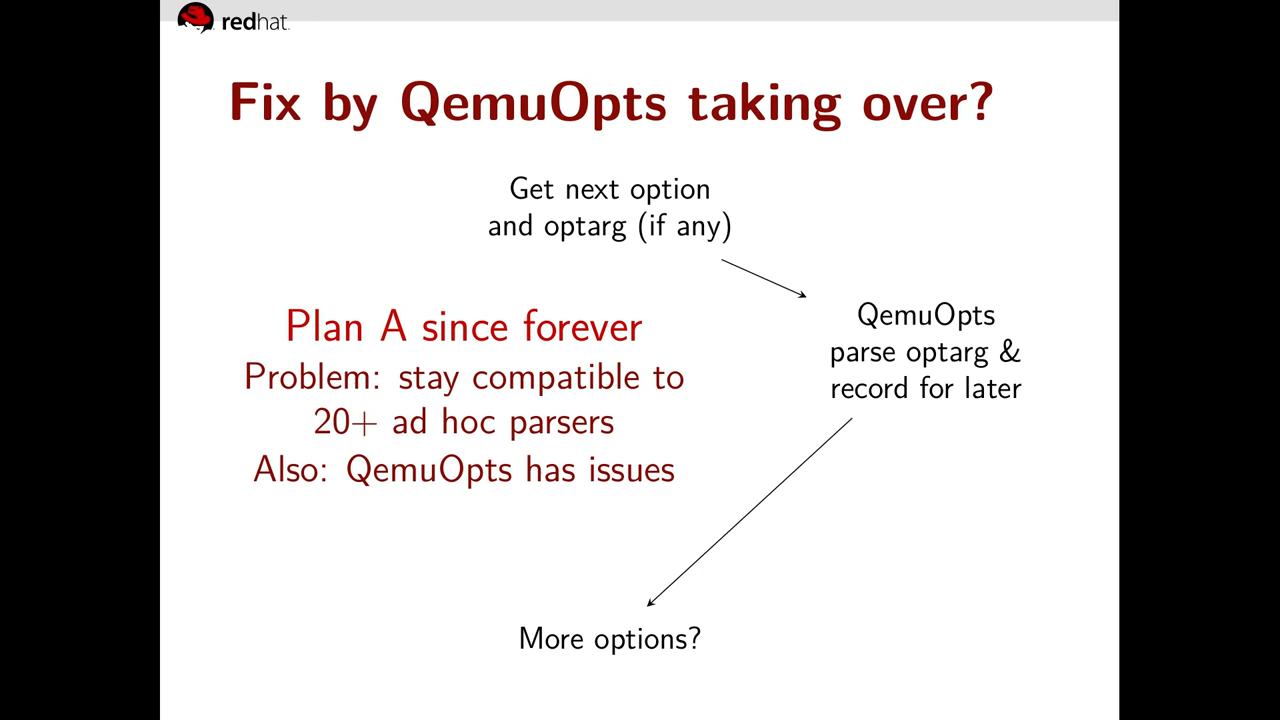 redhat.
Fix by QemuOpts taking over?
Get next option
and optarg (if any)
Plan A since forever
Problem: stay compatible to
20+ ad hoc parsers
Also: QemuOpts has issues
QemuOpts
parse optarg &
record for later
More options?